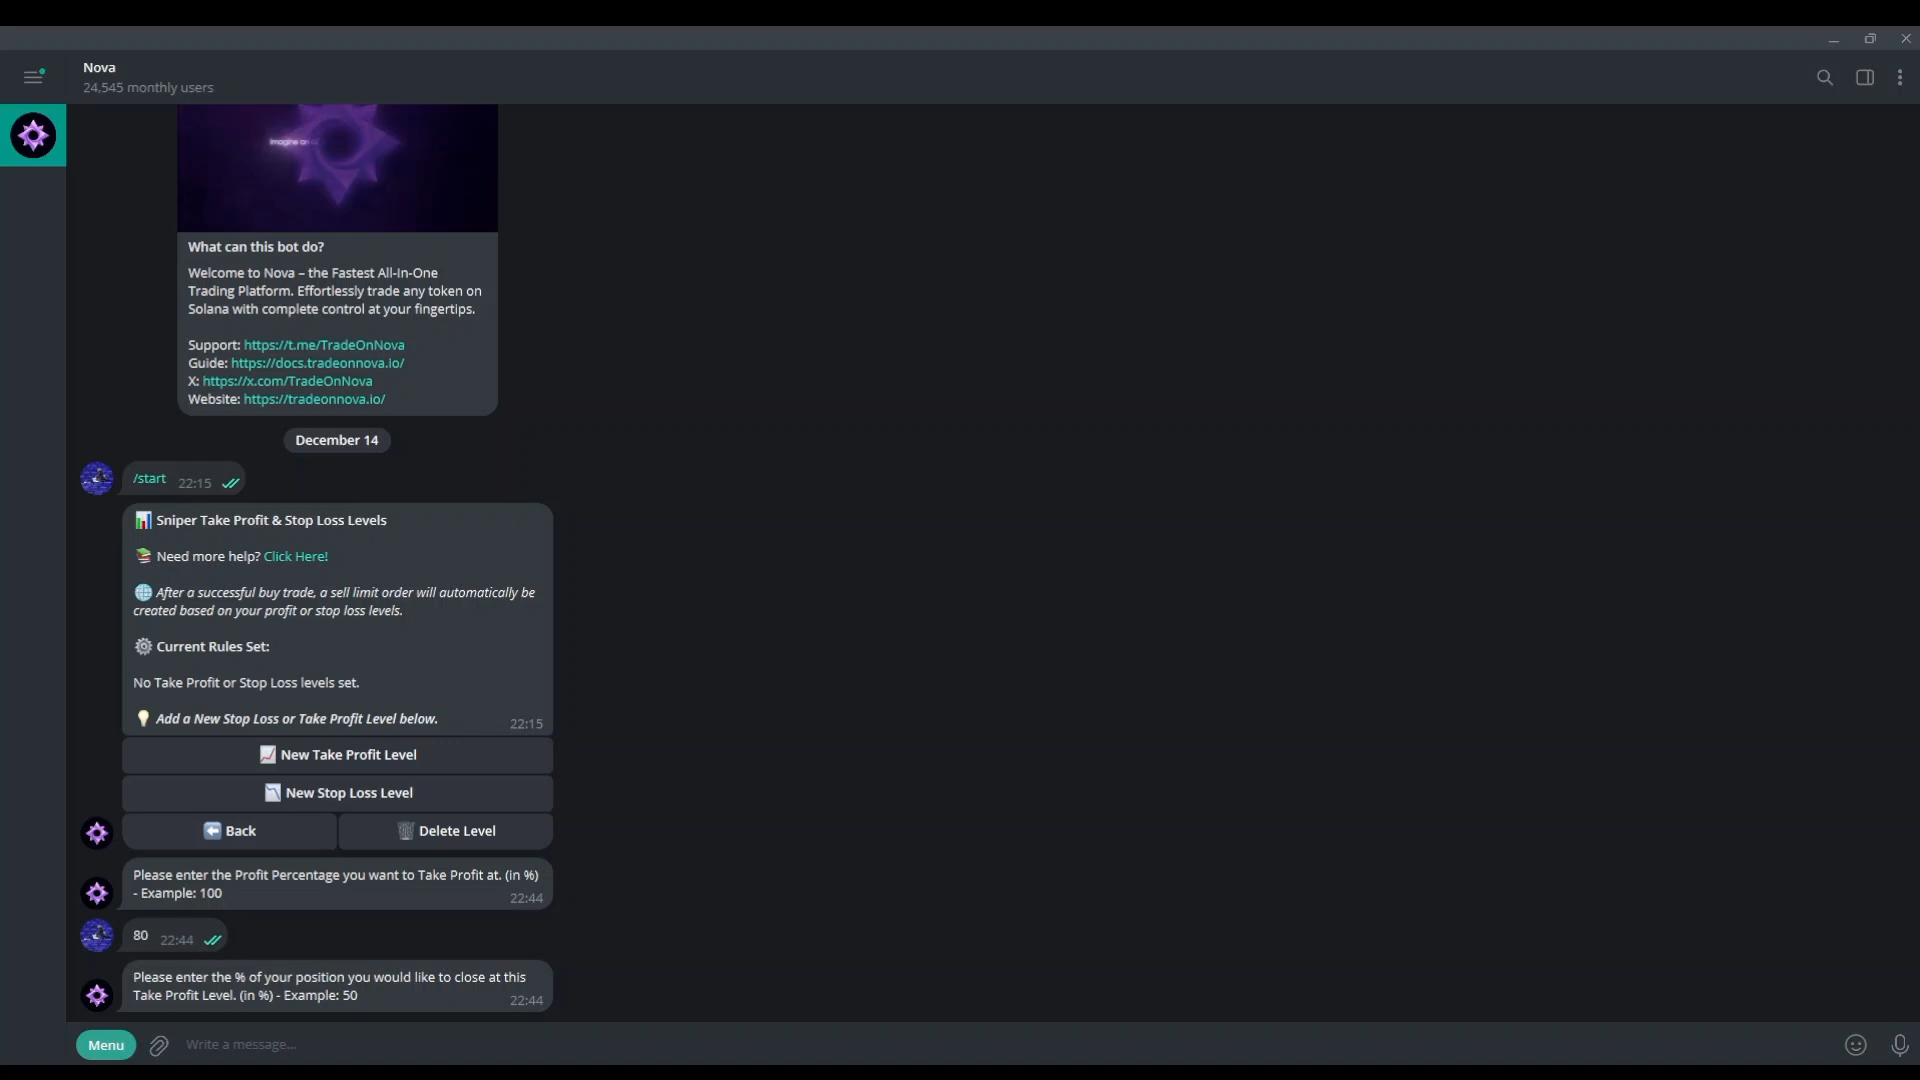 Nova
24,545 monthly users
Imagine an
What can this bot do?
Welcome to Nova – the Fastest All-In-One
Trading Platform. Effortlessly trade any token on
Solana with complete control at your fingertips.
Support: https://t.me/TradeOnNova
Guide: https://docs.tradeonnova.io/
X: https://x.com/TradeOnNova
Website: https://tradeonnova.io/
December 14
/start 22:15
📊 Sniper Take Profit & Stop Loss Levels
📚 Need more help? Click Here!
🌐 After a successful buy trade, a sell limit order will automatically be
created based on your profit or stop loss levels.
⚙️ Current Rules Set:
No Take Profit or Stop Loss levels set.
💡 Add a New Stop Loss or Take Profit Level below. 22:15
📈 New Take Profit Level
📉 New Stop Loss Level
⬅️ Back
🗑️ Delete Level
Please enter the Profit Percentage you want to Take Profit at. (in %)
- Example: 100 22:44
80 22:44
Please enter the % of your position you would like to close at this
Take Profit Level. (in %) - Example: 50 22:44
Menu
Write a message...